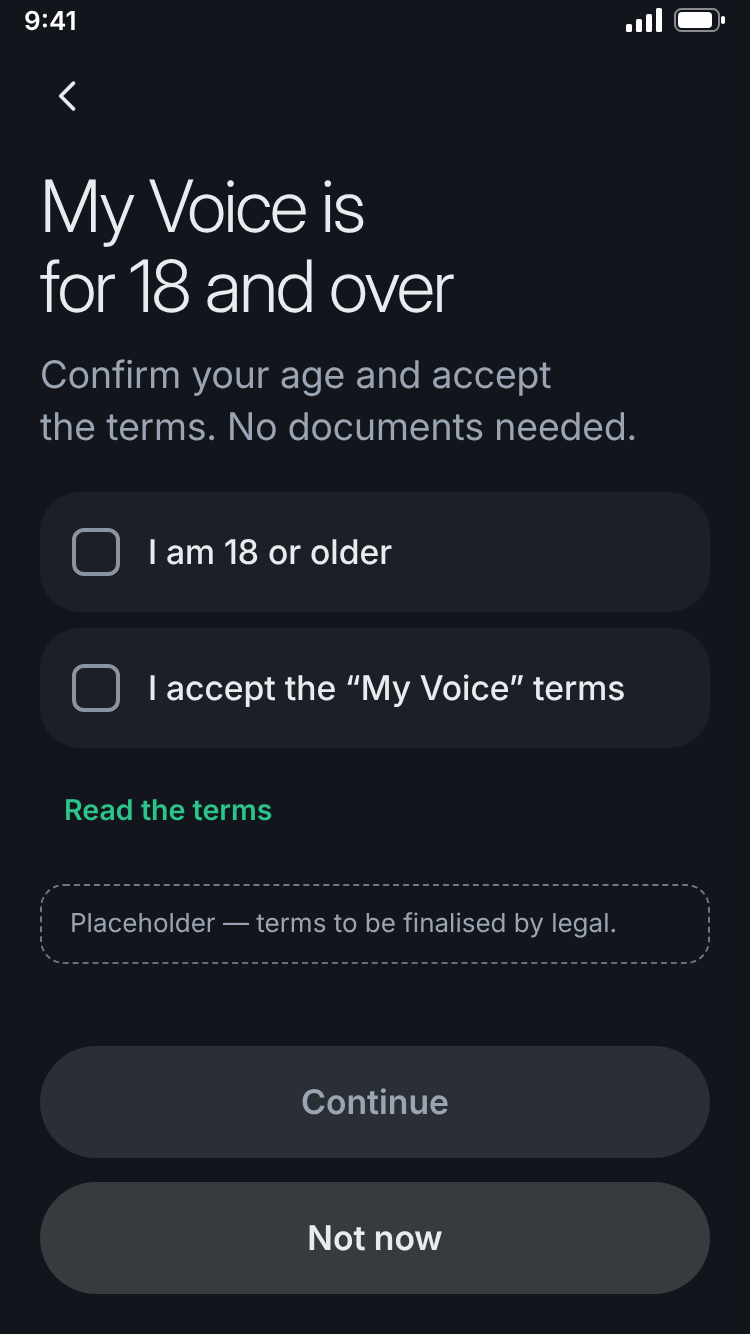 9:41
My Voice is
for 18 and over
Confirm your age and accept
the terms. No documents needed.
I am 18 or older
I accept the “My Voice” terms
Read the terms
Placeholder — terms to be finalised by legal.
Continue
Not now